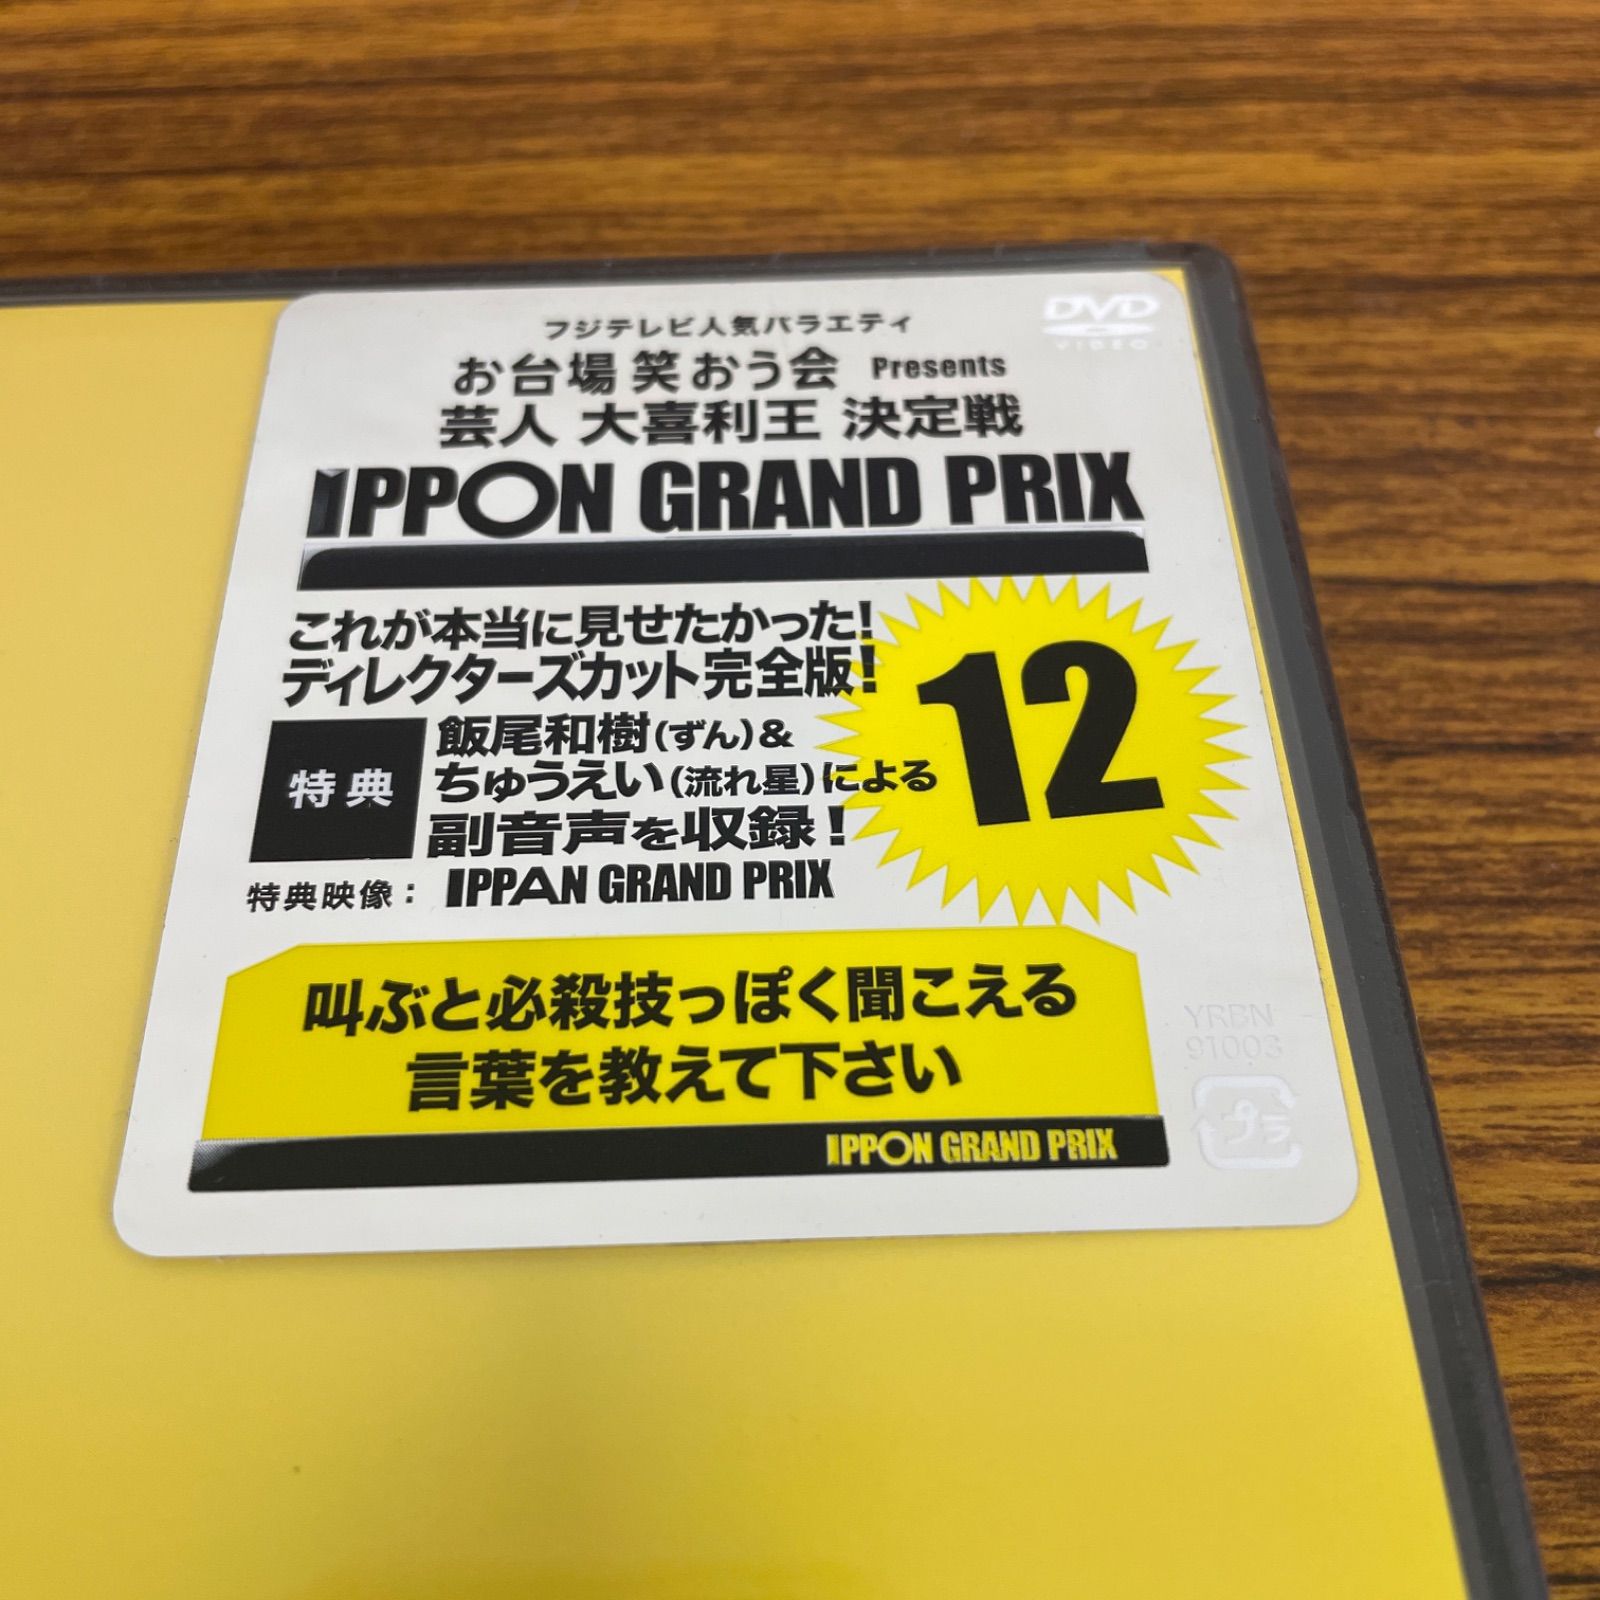 フジテレビ人気バラエティ
お台場 笑おう会 Presents
芸人 大喜利王 決定戦
IPPON GRAND PRIX
これが本当に見せたかった!
ディレクターズカット完全版!
12
特典
飯尾和樹(ずん)&
ちゅうえい(流れ星)による
副音声を収録!
特典映像: IPPAN GRAND PRIX
叫ぶと必殺技っぽく聞こえる
言葉を教えて下さい
IPPON GRAND PRIX
DVD
VIDEO
YRBN
91003
プラ